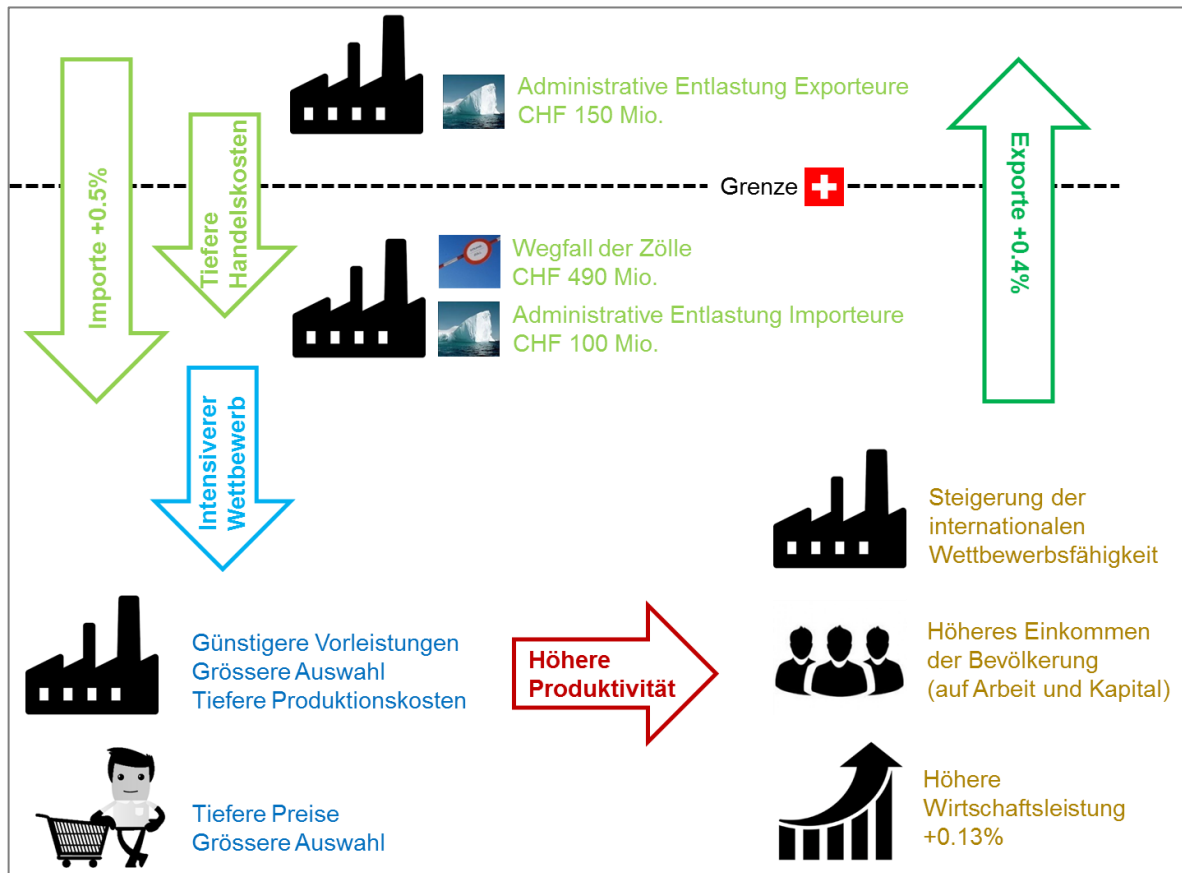 Administrative Entlastung Exporteure
CHF 150 Mio.
Importe +0.5%
Tiefere
Handelskosten
Grenze
Exporte +0.4%
Wegfall der Zölle
CHF 490 Mio.
Administrative Entlastung Importeure
CHF 100 Mio.
Intensiverer
Wettbewerb
Steigerung der
internationalen
Wettbewerbsfähigkeit
Günstigere Vorleistungen
Grössere Auswahl
Tiefere Produktionskosten
Höhere
Produktivität
Höheres Einkommen
der Bevölkerung
(auf Arbeit und Kapital)
Tiefere Preise
Grössere Auswahl
Höhere
Wirtschaftsleistung
+0.13%